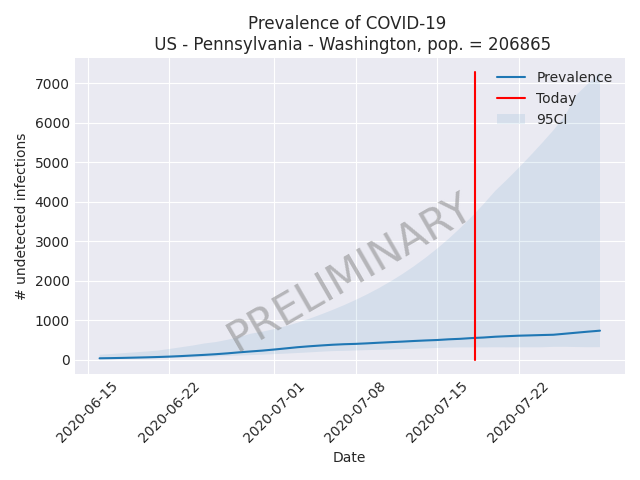 Prevalence of COVID-19
US - Pennsylvania - Washington, pop. = 206865
Prevalence
Today
95CI
7000
6000
5000
4000
3000
2000
1000
0
# undetected infections
PRELIMINARY
2020-06-15
2020-06-22
2020-07-01
2020-07-08
2020-07-15
2020-07-22
Date